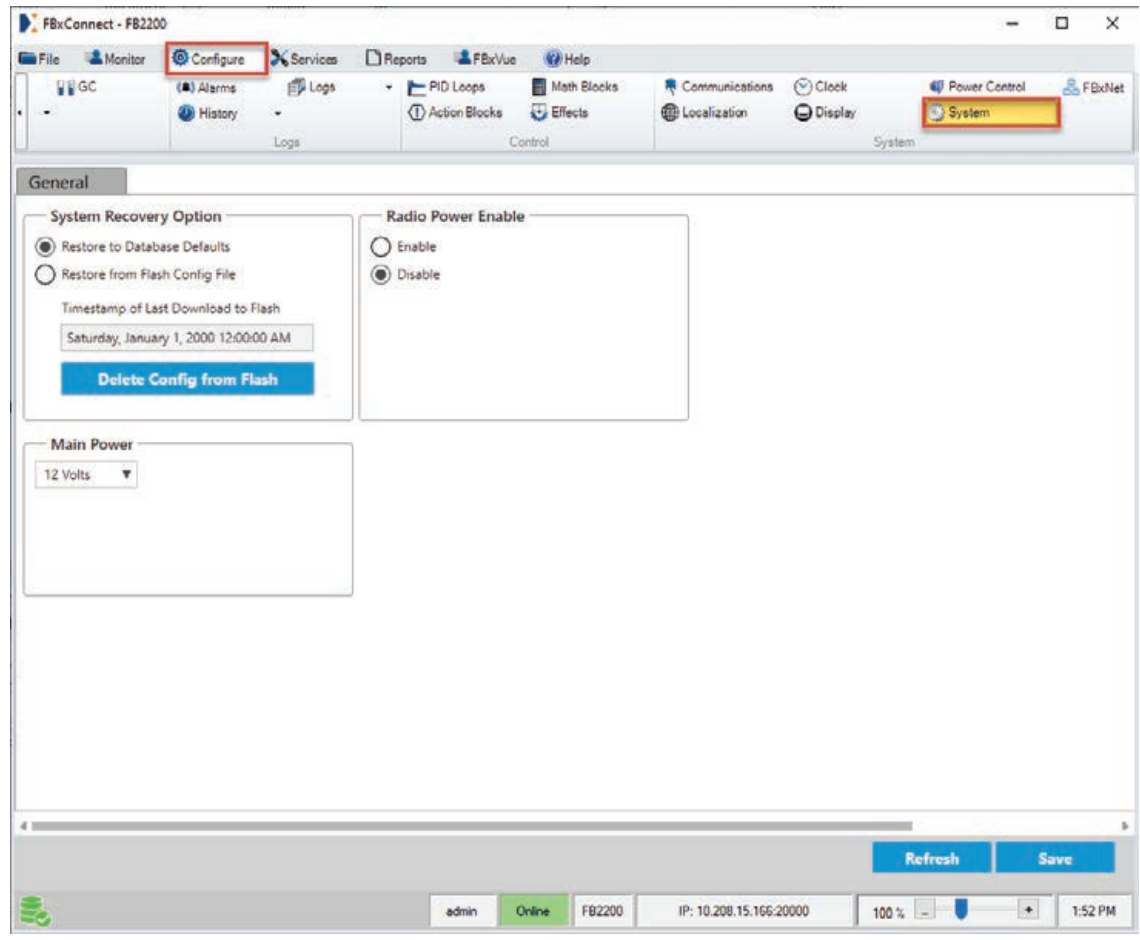 FBxConnect - FB2200
File Monitor Configure Services Reports FBxVue Help
GC Alarms Logs PID Loops Math Blocks Communications Clock Power Control FBxNet
History Action Blocks Effects Localization Display System
Logs Control System
General
System Recovery Option
Restore to Database Defaults
Restore from Flash Config File
Timestamp of Last Download to Flash
Saturday, January 1, 2000 12:00:00 AM
Delete Config from Flash
Radio Power Enable
Enable
Disable
Main Power
12 Volts
Refresh Save
admin Online FB2200 IP: 10.208.15.166:20000 100 % - + 1:52 PM